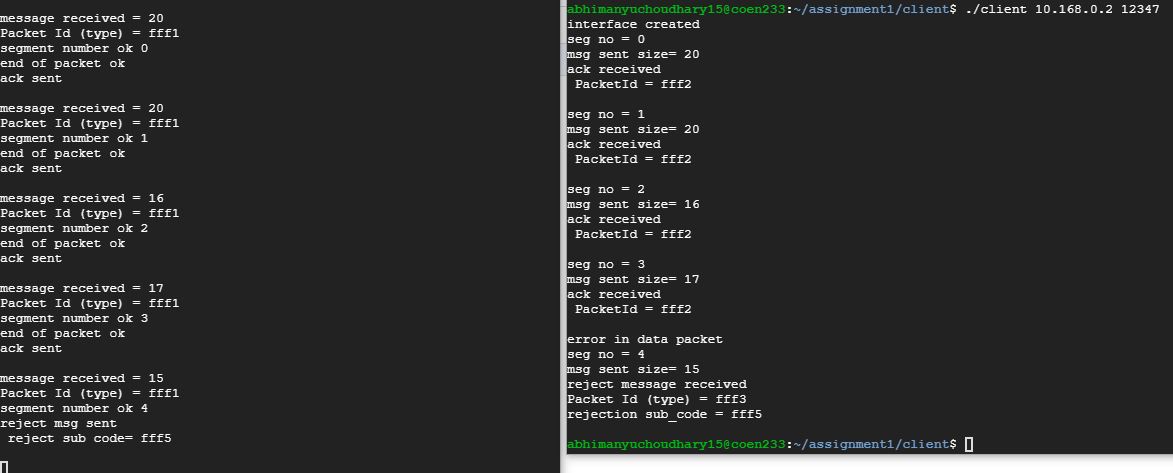 message received = 20
Packet Id (type) = fff1
segment number ok 0
end of packet ok
ack sent
message received = 20
Packet Id (type) = fff1
segment number ok 1
end of packet ok
ack sent
message received = 16
Packet Id (type) = fff1
segment number ok 2
end of packet ok
ack sent
message received = 17
Packet Id (type) = fff1
segment number ok 3
end of packet ok
ack sent
message received = 15
Packet Id (type) = fff1
segment number ok 4
reject msg sent
reject sub code= fff5
abhimanyuchoudhary15@coen233:~/assignment1/client$ ./client 10.168.0.2 12347
interface created
seg no = 0
msg sent size= 20
ack received
PacketId = fff2
seg no = 1
msg sent size= 20
ack received
PacketId = fff2
seg no = 2
msg sent size= 16
ack received
PacketId = fff2
seg no = 3
msg sent size= 17
ack received
PacketId = fff2
error in data packet
seg no = 4
msg sent size= 15
reject message received
Packet Id (type) = fff3
rejection sub_code = fff5
abhimanyuchoudhary15@coen233:~/assignment1/client$